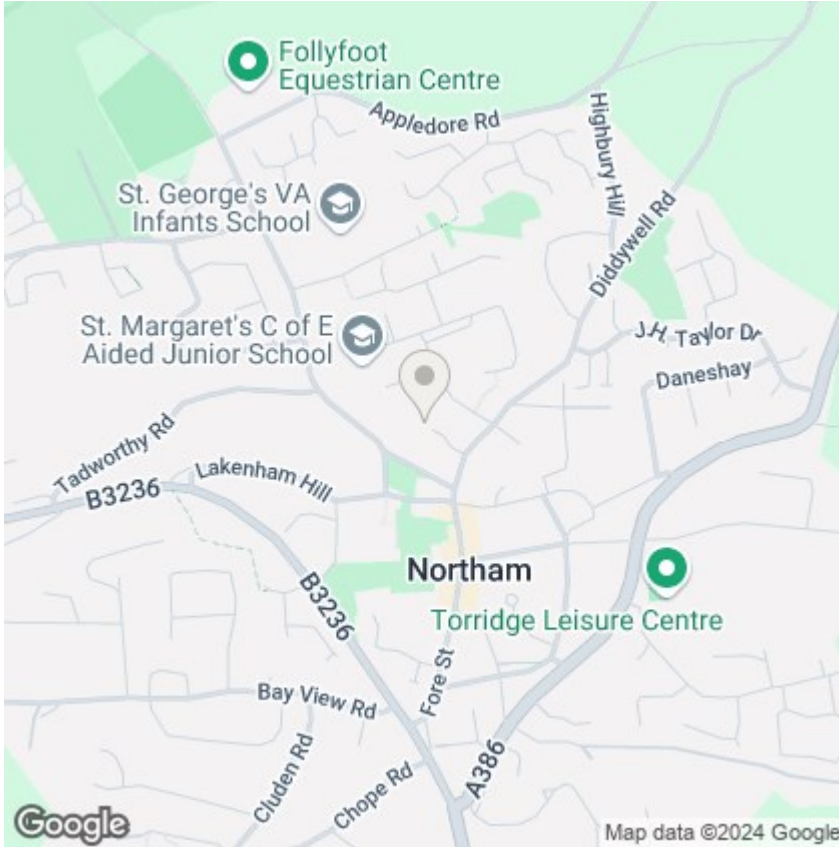 Follyfoot
Equestrian Centre
Appledore Rd
Highbury Hill
St. George's VA
Infants School
Diddywell Rd
St. Margaret's C of E
Aided Junior School
J.H. Taylor Dr
Daneshay
Tadworthy Rd
Lakenham Hill
B3236
Northam
B3236
Torridge Leisure Centre
Fore St
Bay View Rd
Cluden Rd
Chope Rd
A386
Google
Map data ©2024 Google